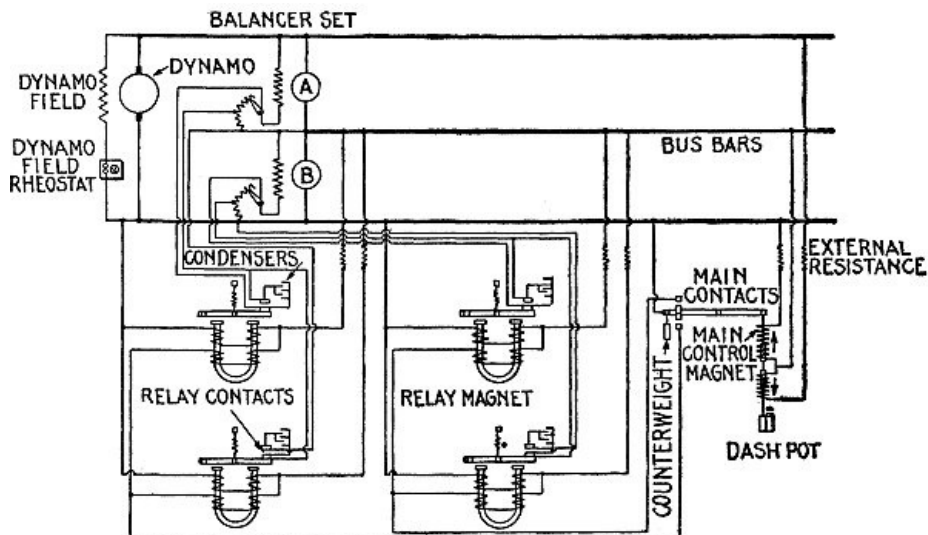 BALANCER SET
DYNAMO
DYNAMO
FIELD
A
DYNAMO
FIELD
RHEOSTAT
BUS BARS
B
CONDENSERS
EXTERNAL
RESISTANCE
MAIN
CONTACTS
MAIN
CONTROL
MAGNET
RELAY CONTACTS
RELAY MAGNET
COUNTERWEIGHT
DASH POT